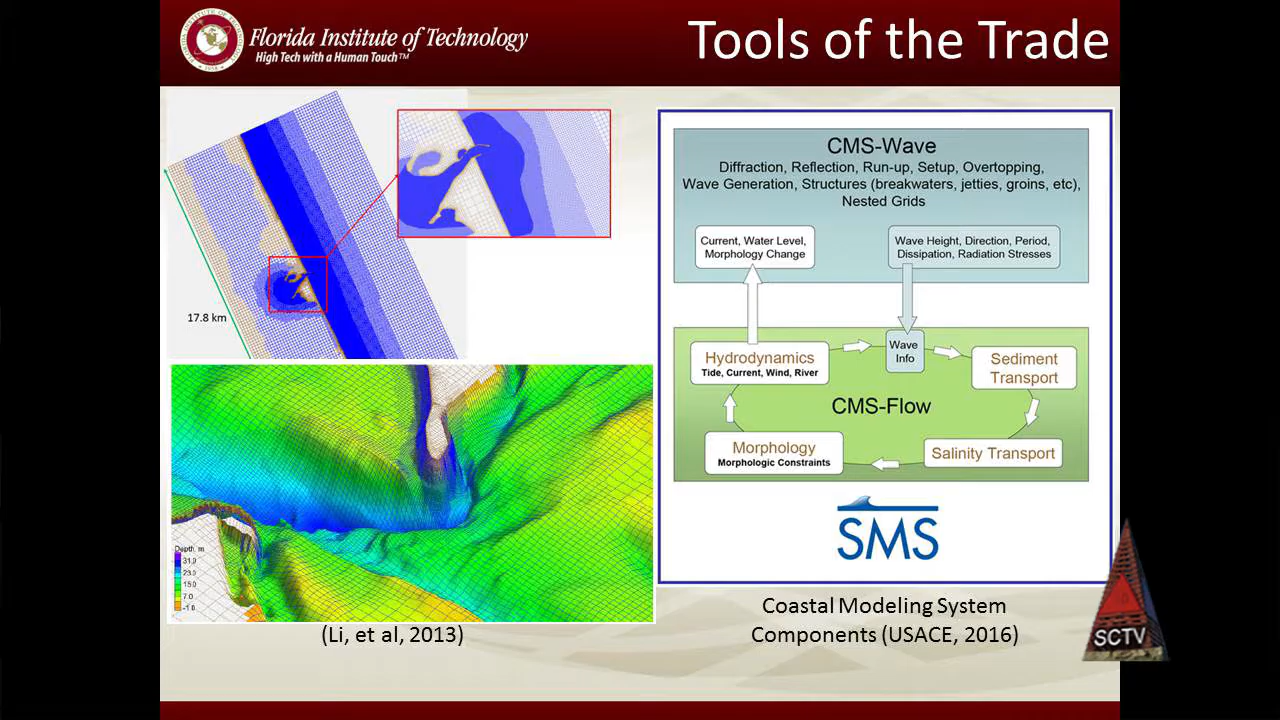 Florida Institute of Technology
High Tech with a Human Touch™
Tools of the Trade
17.8 km
Depth, m
31.0
23.0
15.0
7.0
-1.0
(Li, et al, 2013)
CMS-Wave
Diffraction, Reflection, Run-up, Setup, Overtopping,
Wave Generation, Structures (breakwaters, jetties, groins, etc),
Nested Grids
Current, Water Level,
Morphology Change
Wave Height, Direction, Period,
Dissipation, Radiation Stresses
Hydrodynamics
Tide, Current, Wind, River
Wave
Info
Sediment
Transport
CMS-Flow
Morphology
Morphologic Constraints
Salinity Transport
SMS
Coastal Modeling System
Components (USACE, 2016)
SCTV